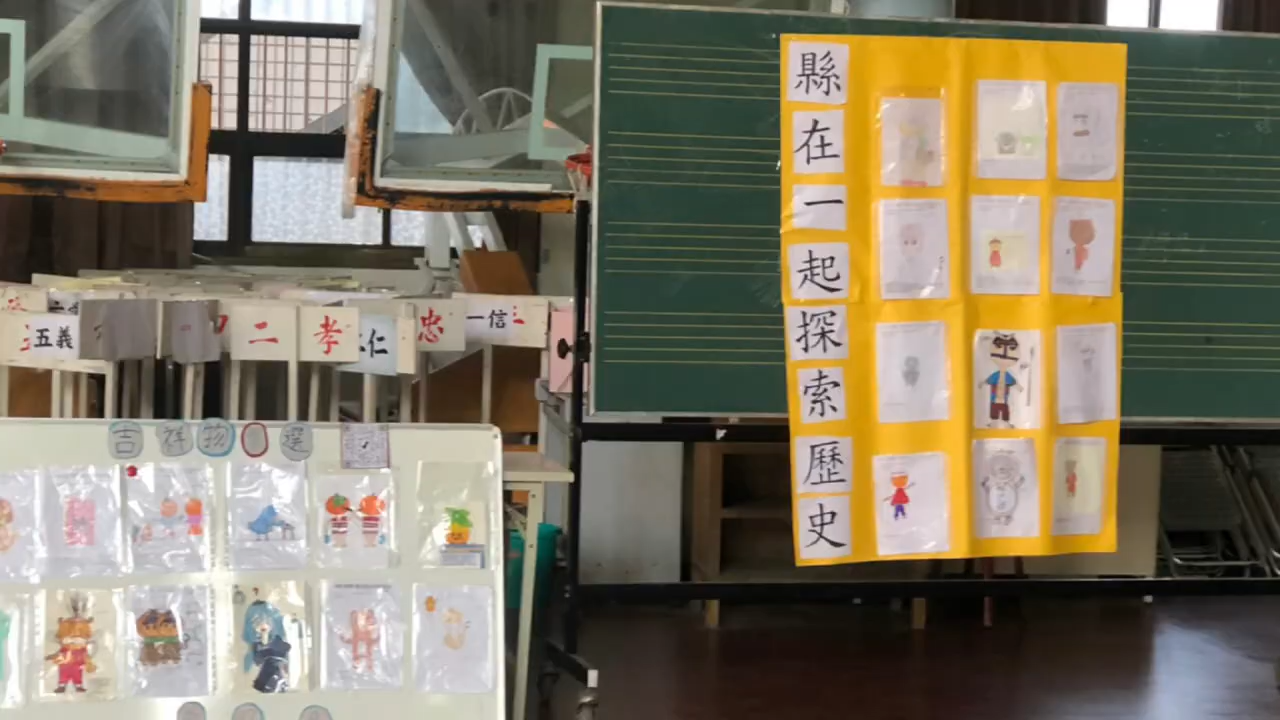 縣在一起探索歷史
五義
二
孝
仁
忠
一信
吉祥物 選